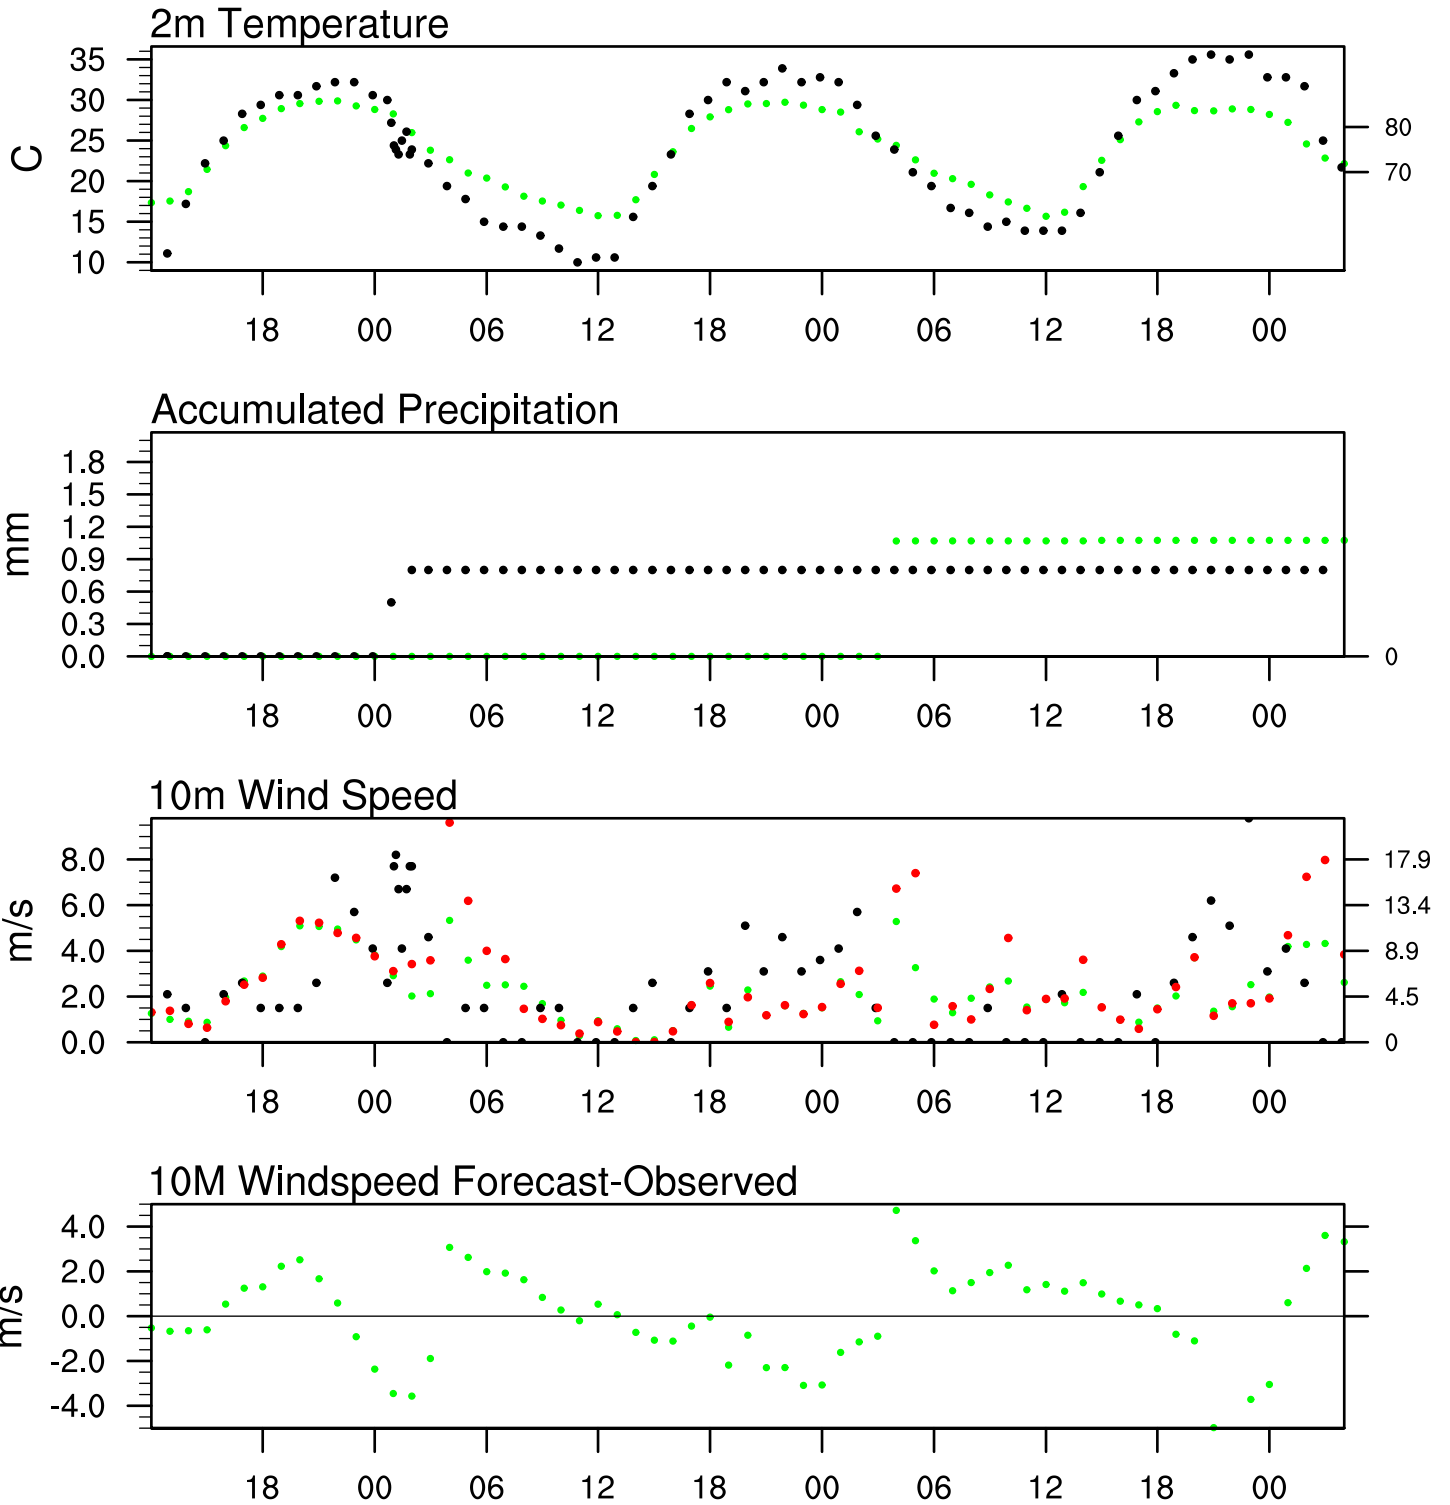 2m Temperature
35
30
25
20
15
10
C
80
70
18 00 06 12 18 00 06 12 18 00
Accumulated Precipitation
1.8
1.5
1.2
0.9
0.6
0.3
0.0
mm
0
18 00 06 12 18 00 06 12 18 00
10m Wind Speed
8.0
6.0
4.0
2.0
0.0
m/s
17.9
13.4
8.9
4.5
0
18 00 06 12 18 00 06 12 18 00
10M Windspeed Forecast-Observed
4.0
2.0
0.0
-2.0
-4.0
m/s
18 00 06 12 18 00 06 12 18 00